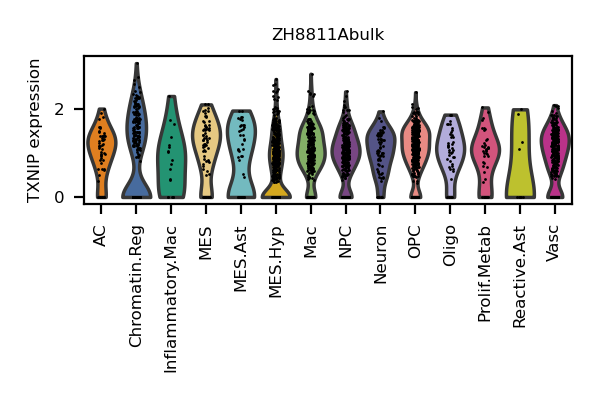 ZH8811Abulk
TXNIP expression
2
0
AC
Chromatin.Reg
Inflammatory.Mac
MES
MES.Ast
MES.Hyp
Mac
NPC
Neuron
OPC
Oligo
Prolif.Metab
Reactive.Ast
Vasc